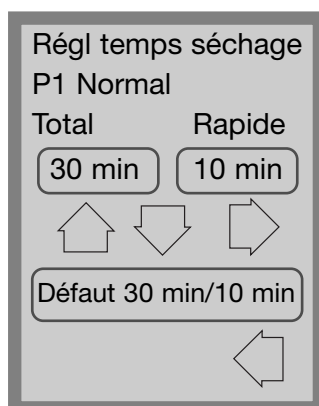 Régl temps séchage
P1 Normal
Total Rapide
30 min 10 min
Défaut 30 min/10 min